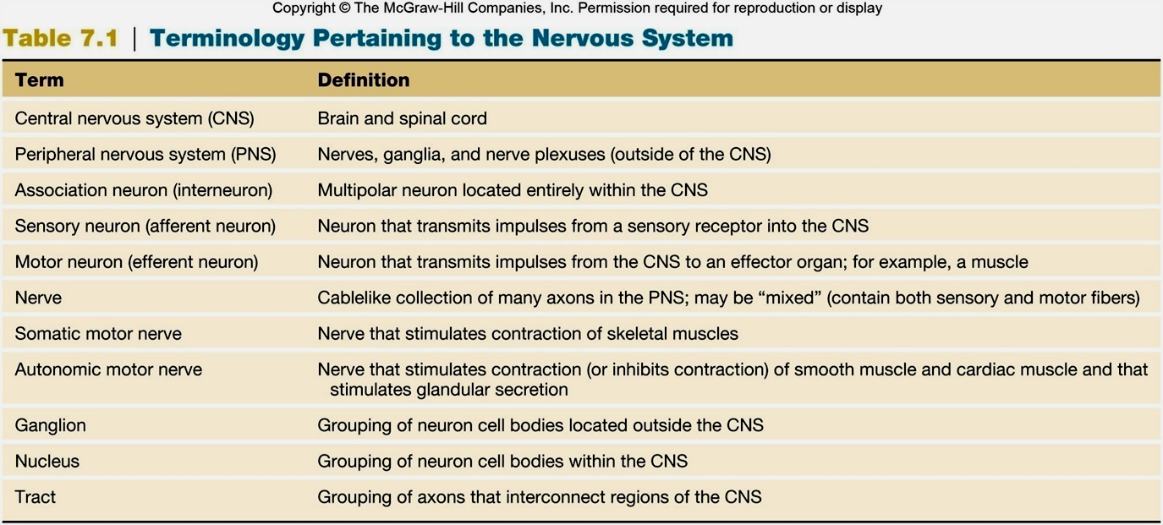 Copyright © The McGraw-Hill Companies, Inc. Permission required for reproduction or display
Table 7.1 | Terminology Pertaining to the Nervous System
Term Definition
Central nervous system (CNS) Brain and spinal cord
Peripheral nervous system (PNS) Nerves, ganglia, and nerve plexuses (outside of the CNS)
Association neuron (interneuron) Multipolar neuron located entirely within the CNS
Sensory neuron (afferent neuron) Neuron that transmits impulses from a sensory receptor into the CNS
Motor neuron (efferent neuron) Neuron that transmits impulses from the CNS to an effector organ; for example, a muscle
Nerve Cablelike collection of many axons in the PNS; may be “mixed” (contain both sensory and motor fibers)
Somatic motor nerve Nerve that stimulates contraction of skeletal muscles
Autonomic motor nerve Nerve that stimulates contraction (or inhibits contraction) of smooth muscle and cardiac muscle and that
stimulates glandular secretion
Ganglion Grouping of neuron cell bodies located outside the CNS
Nucleus Grouping of neuron cell bodies within the CNS
Tract Grouping of axons that interconnect regions of the CNS